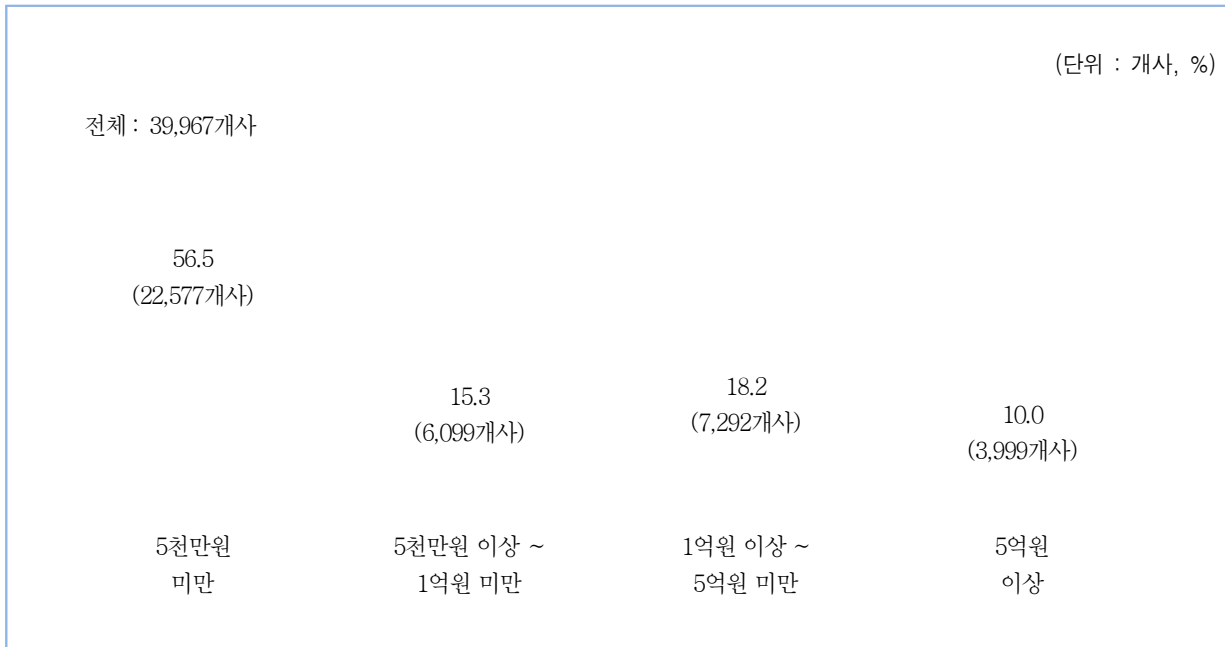 (단위 : 개사, %)
전체 : 39,967개사
56.5
(22,577개사)
15.3
(6,099개사)
18.2
(7,292개사)
10.0
(3,999개사)
5천만원
미만
5천만원 이상 ~
1억원 미만
1억원 이상 ~
5억원 미만
5억원
이상